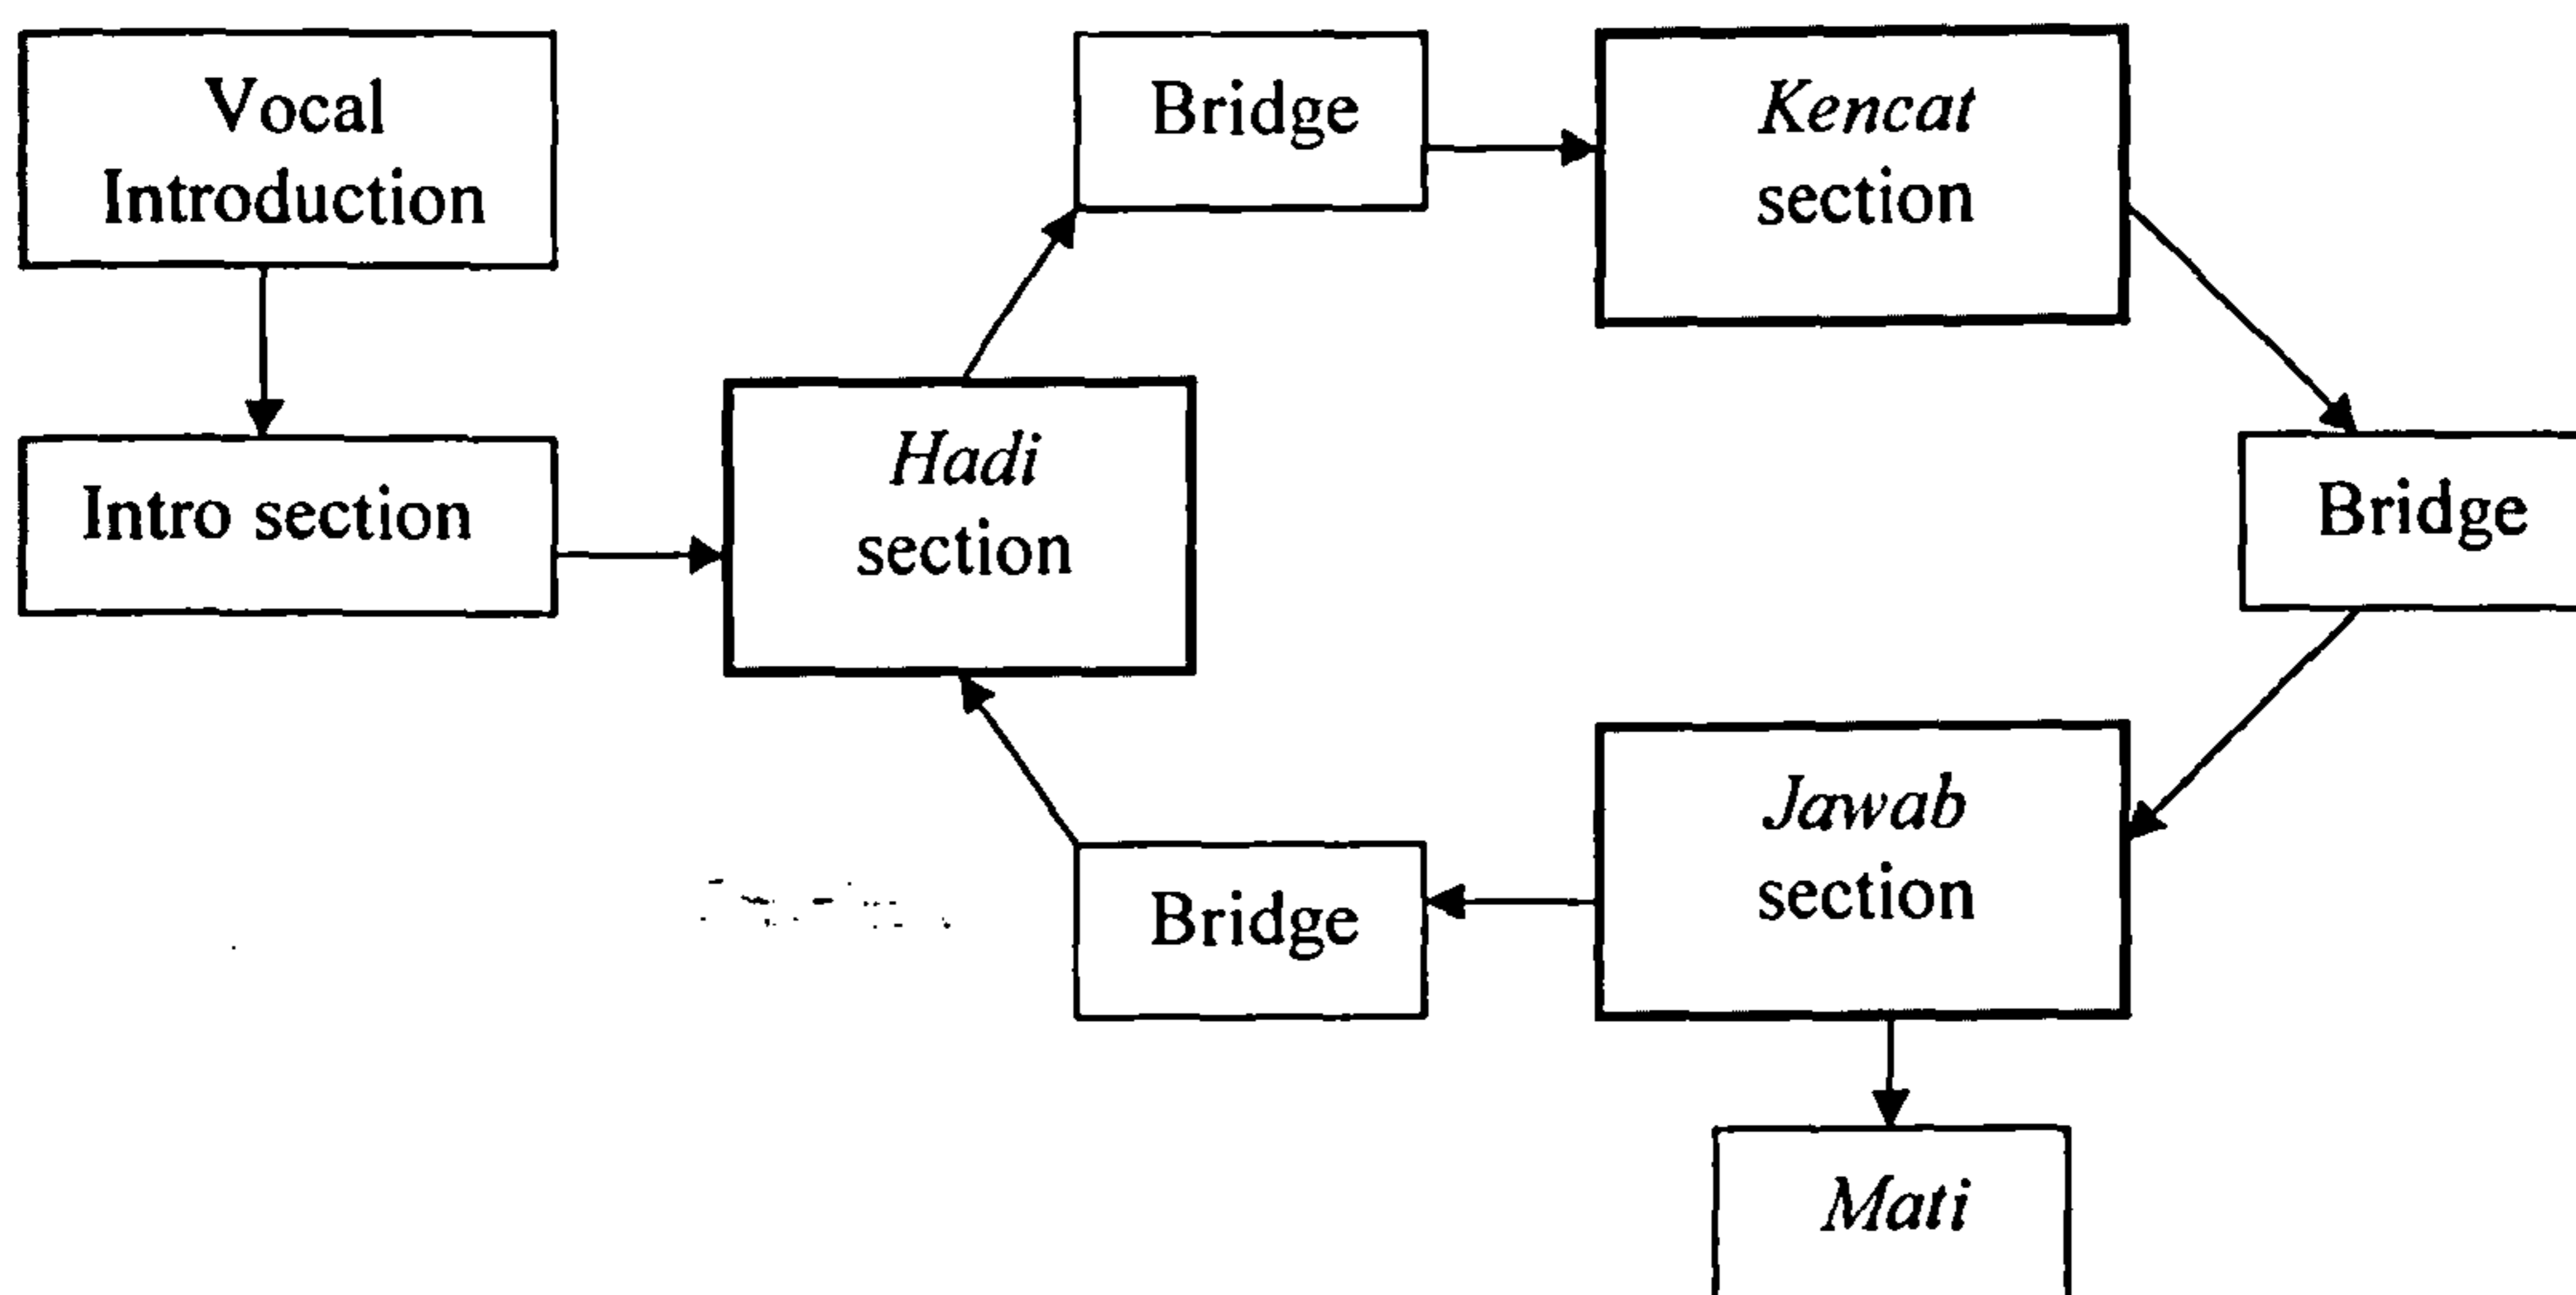 Vocal
Introduction
Intro section
Hadi
section
Bridge
Kencat
section
Bridge
Jawab
section
Bridge
Mati